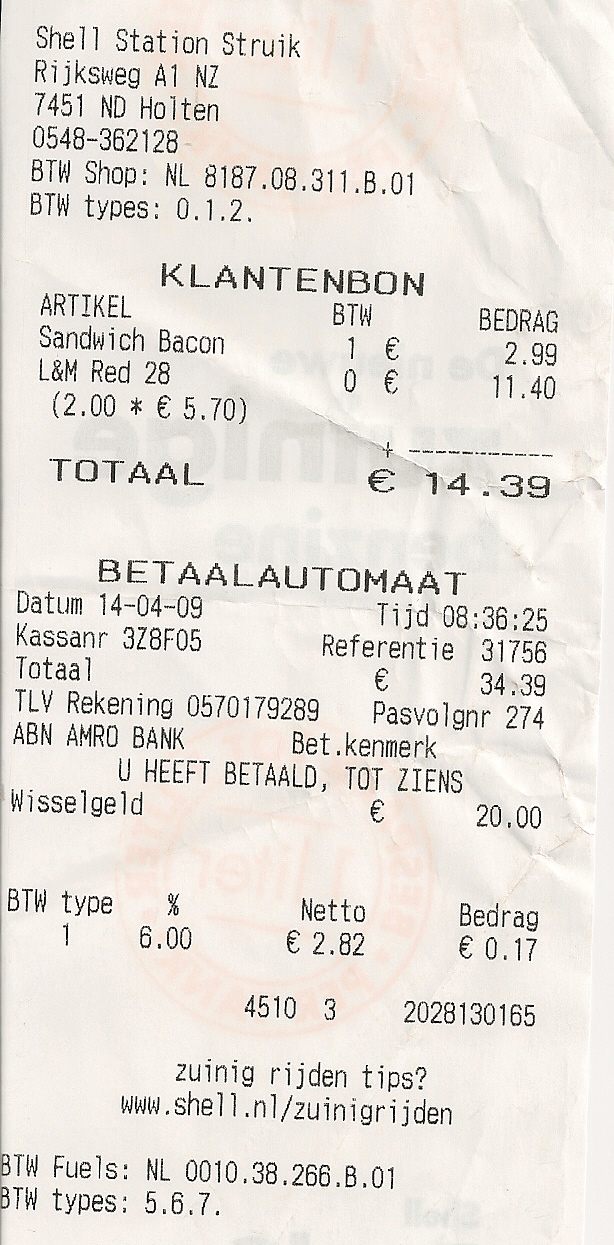 Shell Station Struik
Rijksweg A1 NZ
7451 ND Holten
0548-362128
BTW Shop: NL 8187.08.311.B.01
BTW types: 0.1.2.
KLANTENBON
ARTIKEL BTW BEDRAG
Sandwich Bacon 1 € 2.99
L&M Red 28 0 € 11.40
(2.00 * € 5.70)
+ ----------
TOTAAL € 14.39
BETAALAUTOMAAT
Datum 14-04-09 Tijd 08:36:25
Kassanr 3Z8F05 Referentie 31756
Totaal € 34.39
TLV Rekening 0570179289 Pasvolgnr 274
ABN AMRO BANK Bet.kenmerk
U HEEFT BETAALD, TOT ZIENS
Wisselgeld € 20.00
BTW type % Netto Bedrag
1 6.00 € 2.82 € 0.17
4510 3 2028130165
zuinig rijden tips?
www.shell.nl/zuinigrijden
BTW Fuels: NL 0010.38.266.B.01
BTW types: 5.6.7.